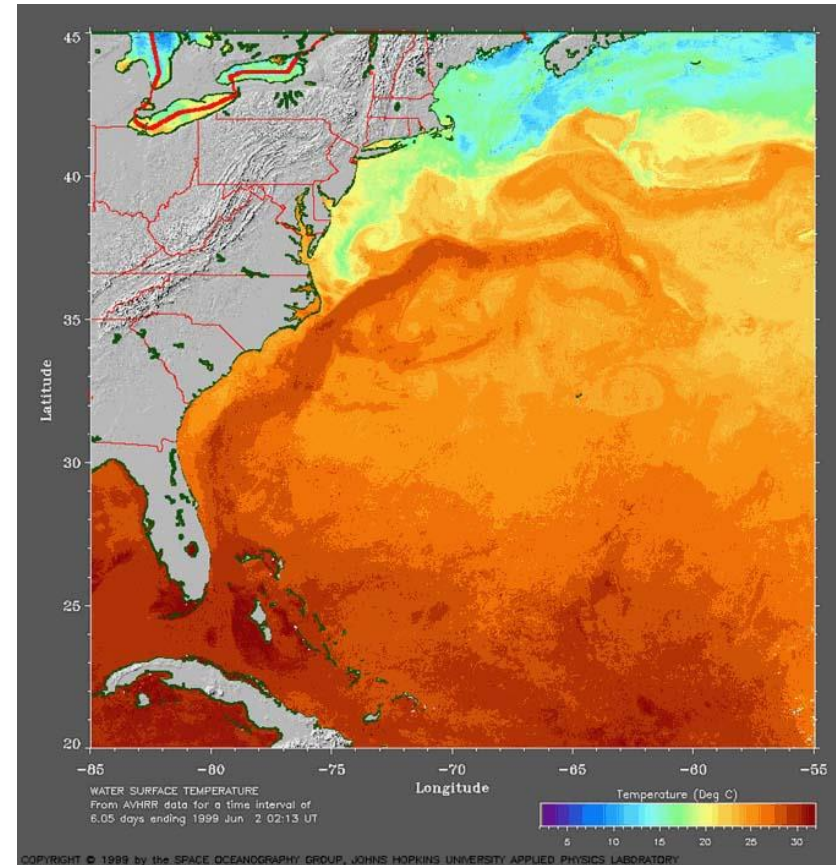 45
40
35
30
25
20
Latitude
-85 -80 -75 -70 -65 -60 -55
Longitude
WATER SURFACE TEMPERATURE
From AVHRR data for a time interval of
6.05 days ending 1999 Jun 2 02:13 UT
Temperature (Deg C)
5 10 15 20 25 30
COPYRIGHT © 1999 by the SPACE OCEANOGRAPHY GROUP, JOHNS HOPKINS UNIVERSITY APPLIED PHYSICS LABORATORY